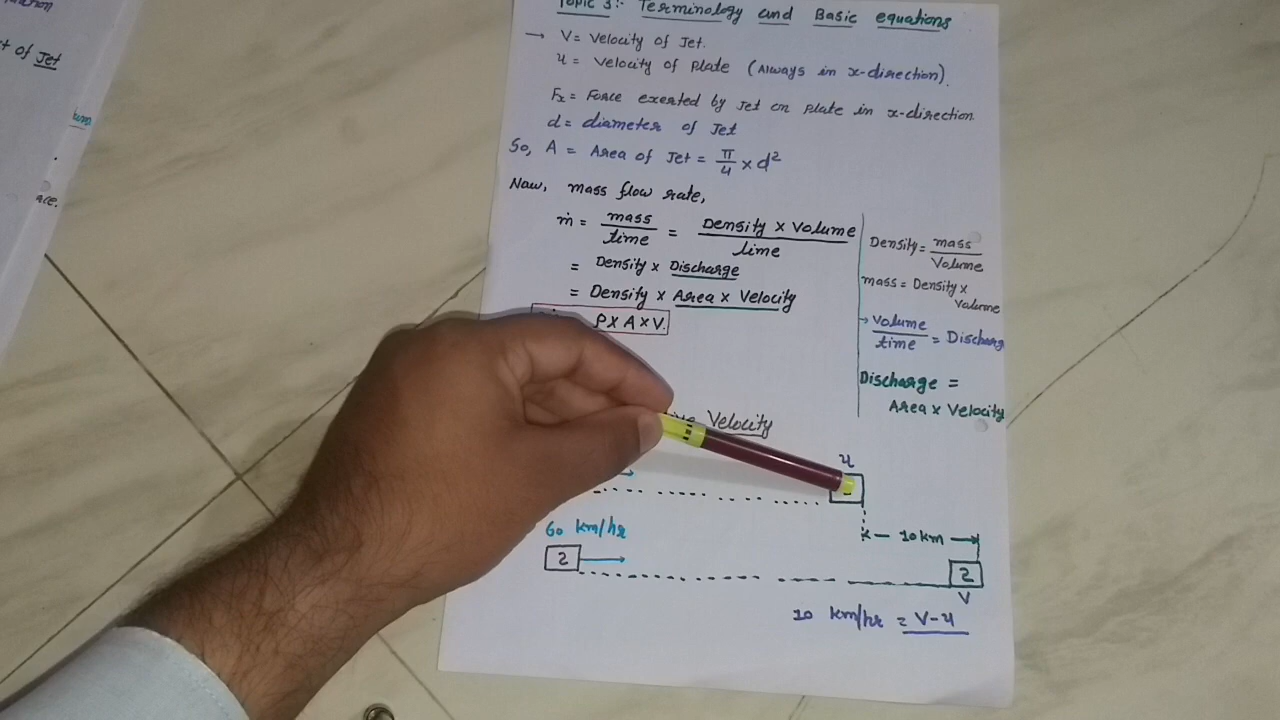 Topic 3:- Terminology and Basic equations
→ V= Velocity of Jet.
u = Velocity of plate (Always in x-direction).
Fx = Force exerted by Jet on plate in x-direction
d= diameter of Jet
So, A = Area of Jet = π/4 × d²
Now, mass flow rate,
ṁ = mass/time = Density × Volume/time
= Density × Discharge
= Density × Area × Velocity
ρ × A × V.
Density = mass/Volume
mass = Density × Volume
→ Volume/time = Discharg
Discharge =
Area × Velocity
Velocity
u
60 km/hr
2
10km
2
V
10 km/hr = V-u
of Jet